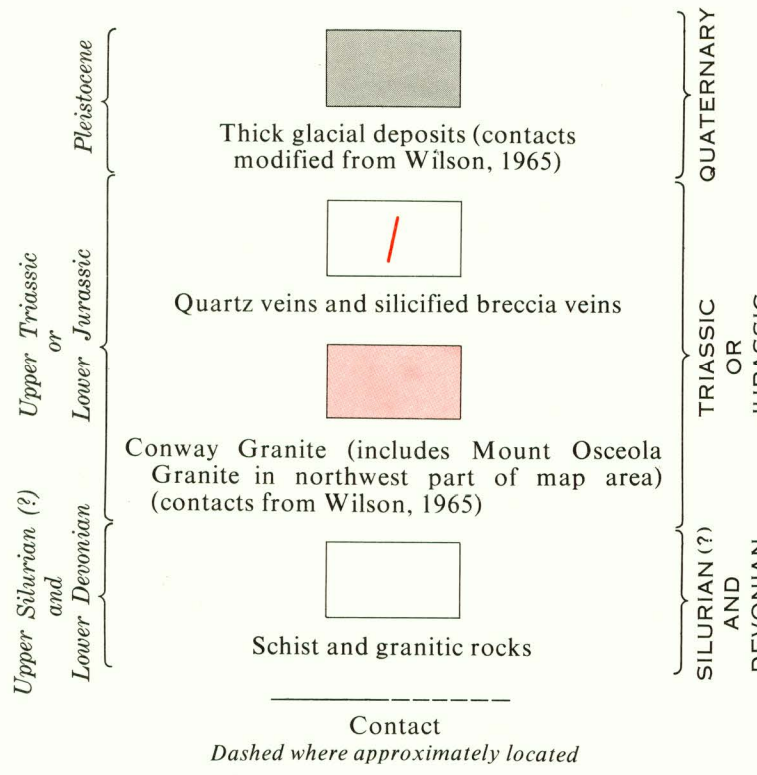 Pleistocene
QUATERNARY
Thick glacial deposits (contacts
modified from Wilson, 1965)
Upper Triassic
or
Lower Jurassic
Quartz veins and silicified breccia veins
TRIASSIC
OR
Conway Granite (includes Mount Osceola
Granite in northwest part of map area)
(contacts from Wilson, 1965)
Upper Silurian (?)
and
Lower Devonian
SILURIAN (?)
AND
Schist and granitic rocks
Contact
Dashed where approximately located